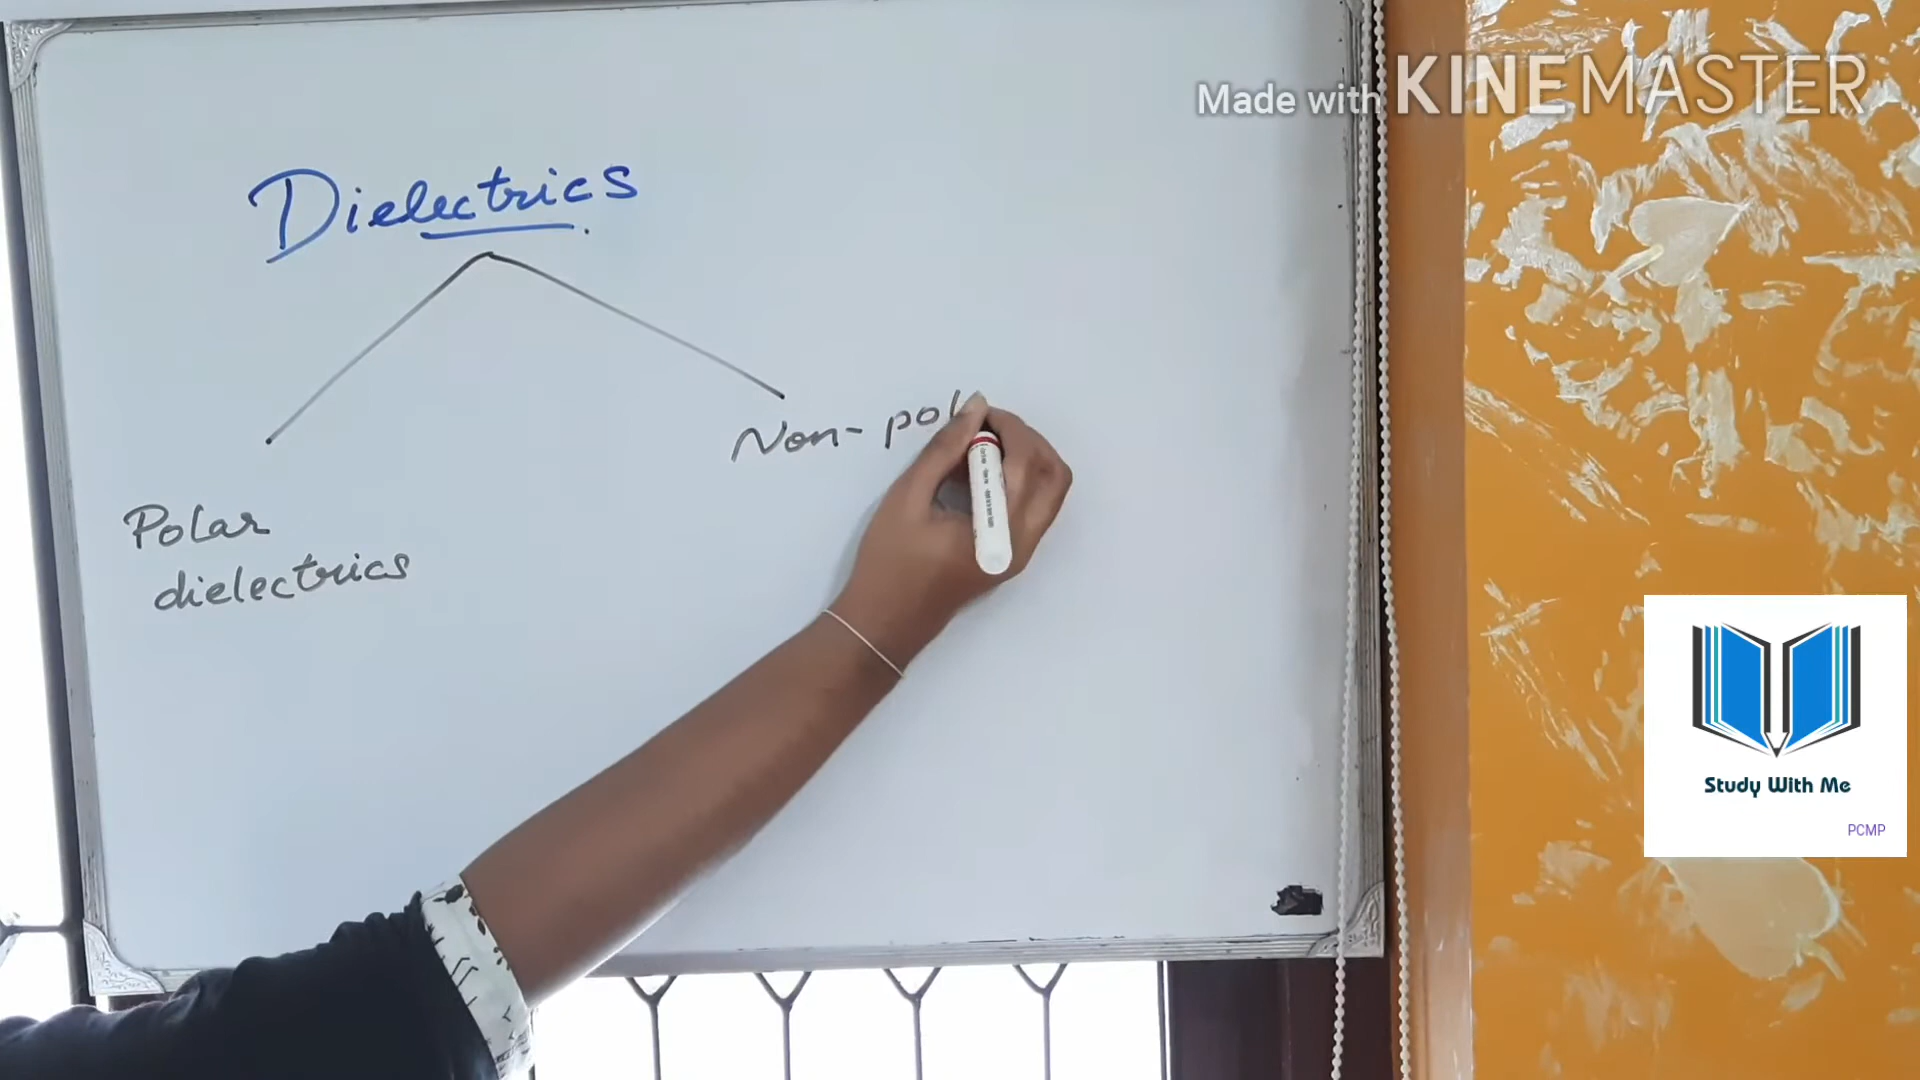 Made with KINEMASTER
Dielectrics
Non-pol
Polar
dielectrics
Study With Me
PCMP